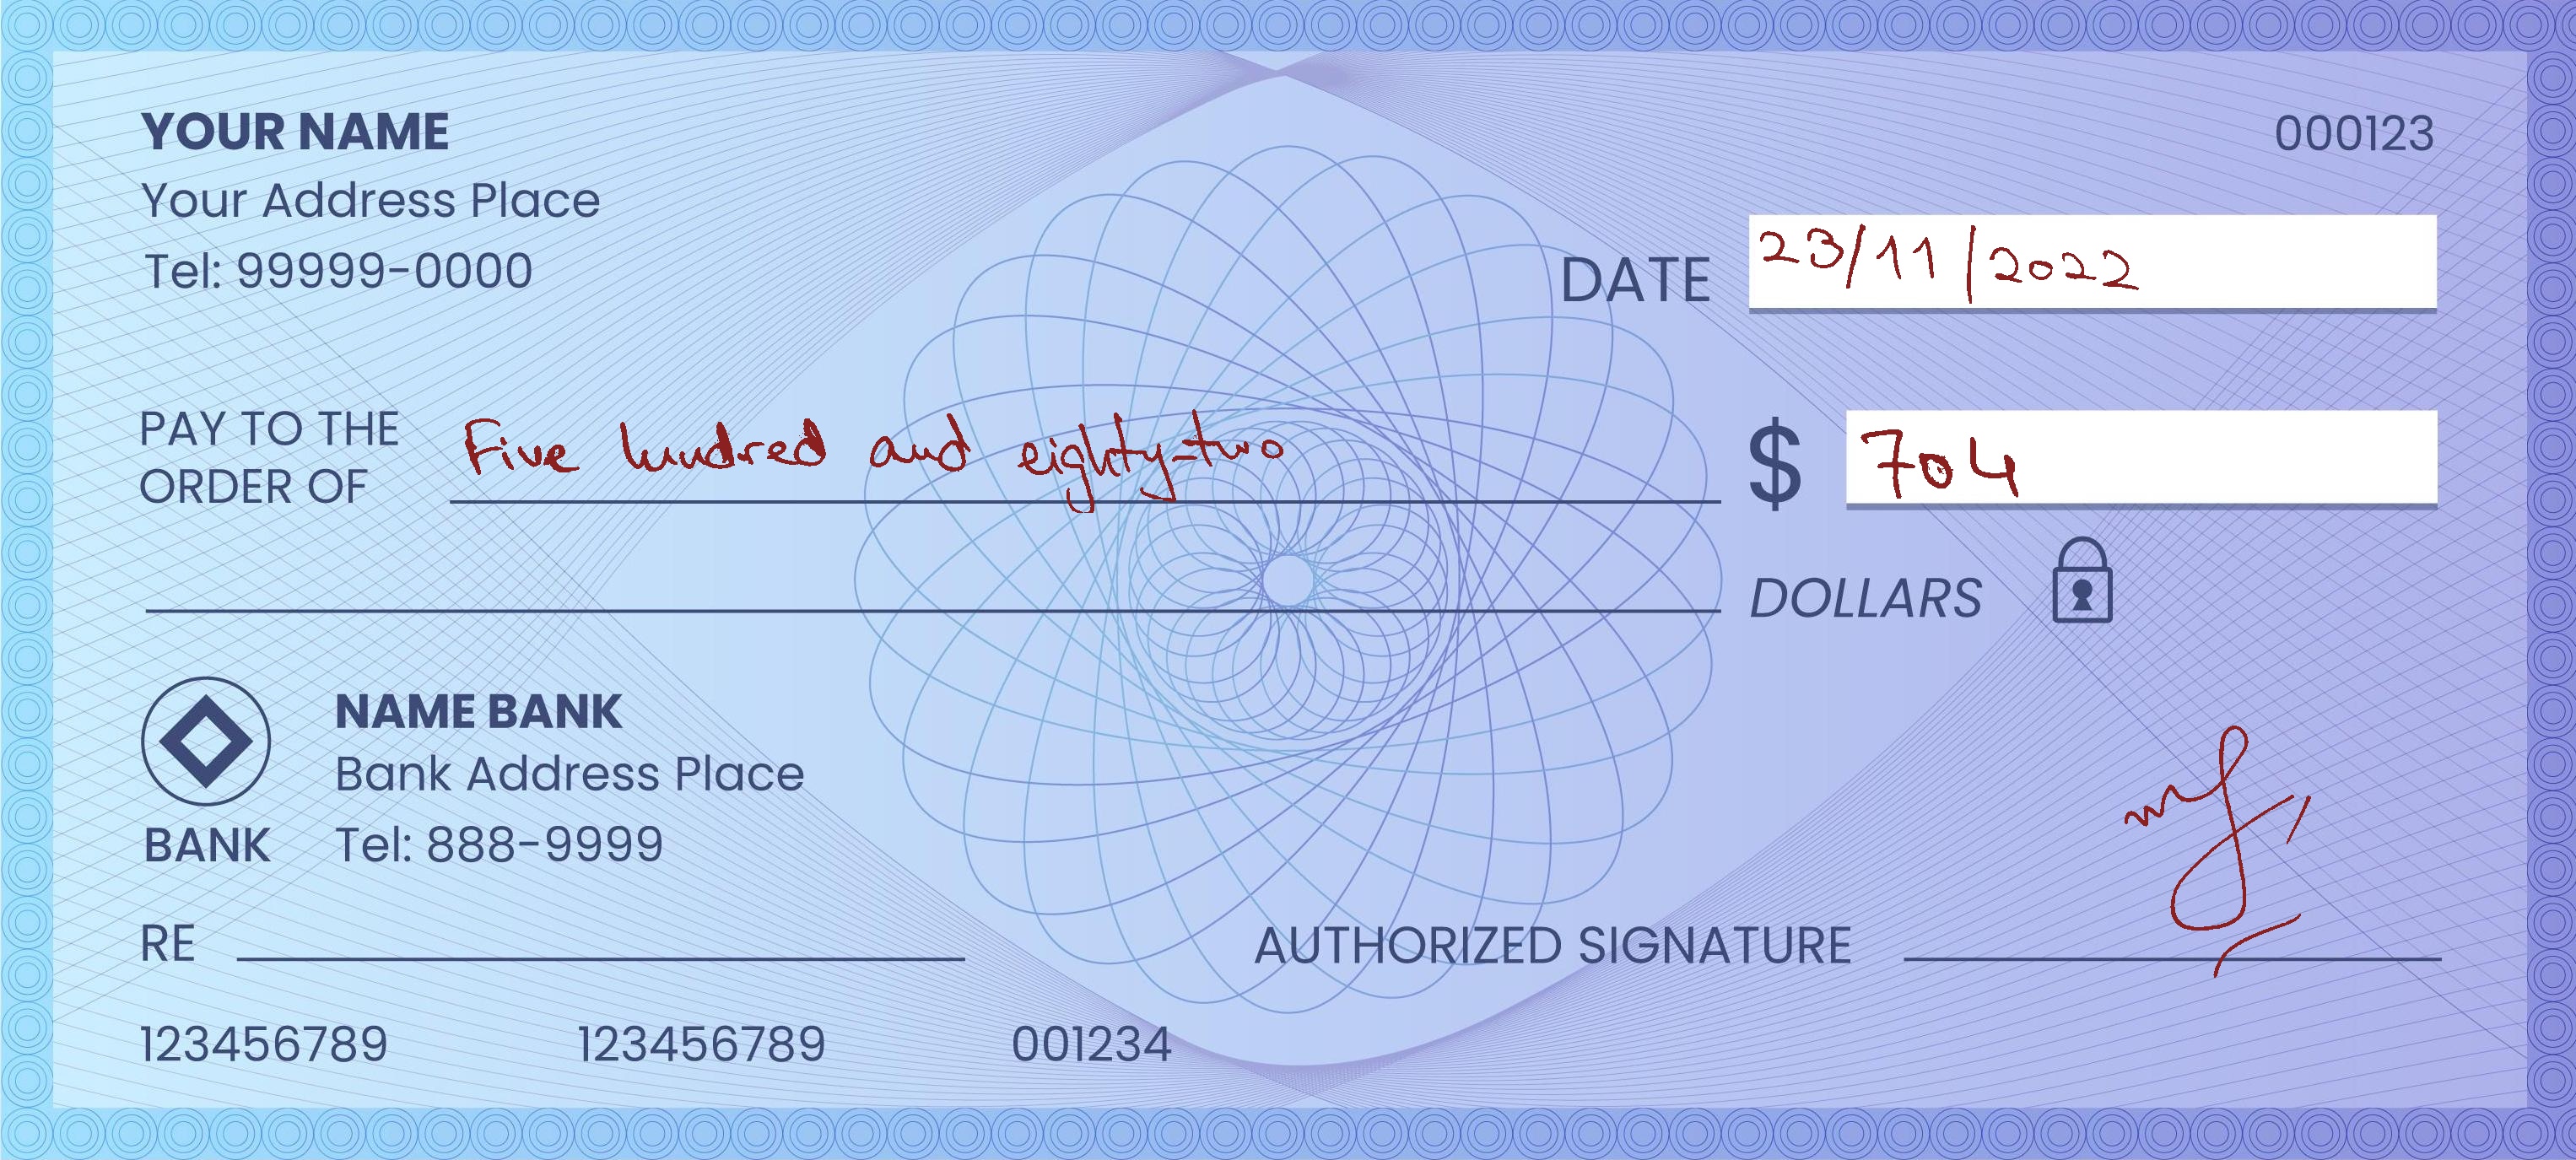 YOUR NAME
000123
Your Address Place
Tel: 99999-0000
DATE 23/11/2022
PAY TO THE
ORDER OF Five hundred and eighty-two $ 704
DOLLARS
NAME BANK
Bank Address Place
BANK Tel: 888-9999
RE
AUTHORIZED SIGNATURE
123456789 123456789 001234